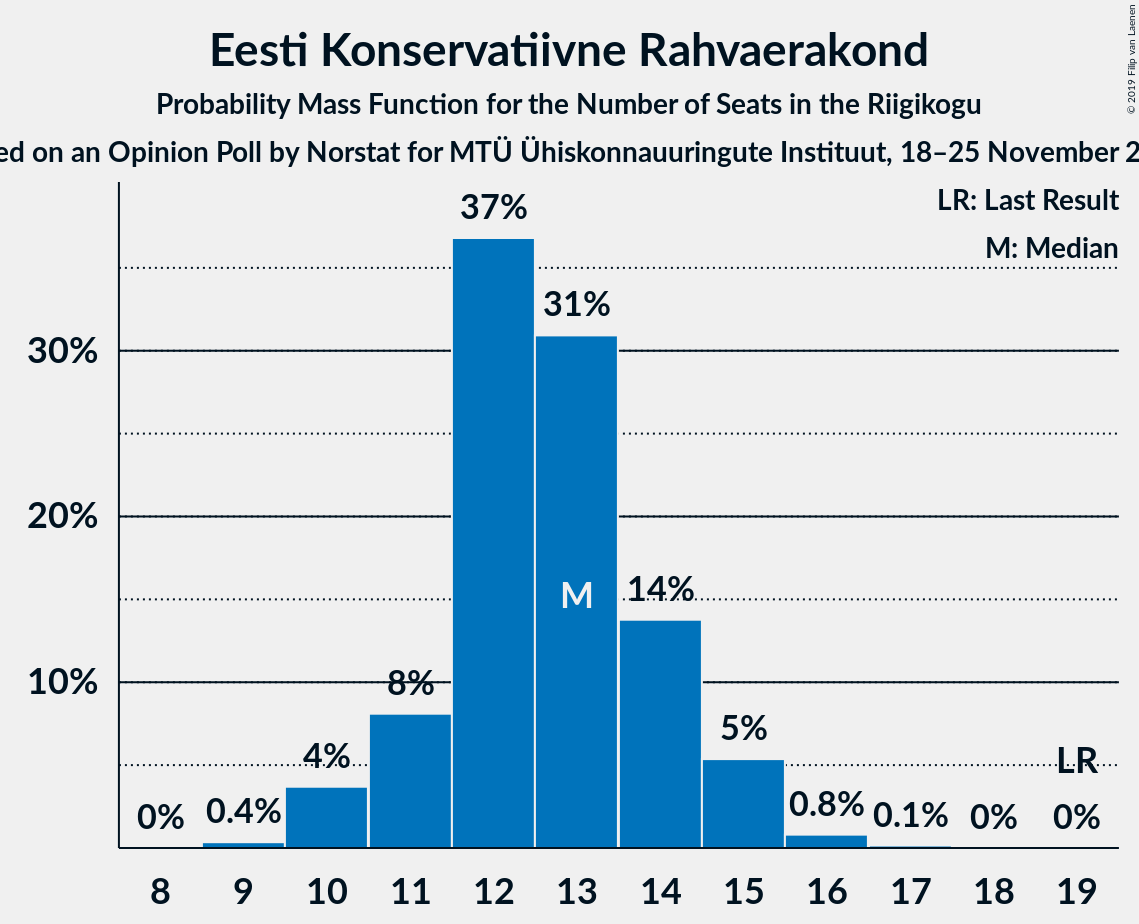 © 2019 Filip van Laenen
Eesti Konservatiivne Rahvaerakond
Probability Mass Function for the Number of Seats in the Riigikogu
on an Opinion Poll by Norstat for MTÜ Ühiskonnauuringute Instituut, 18–25 November
LR: Last Result
M: Median
37%
31%
30%
20%
M
14%
10%
8%
5%
4%
LR
0% 0.4% 0.8% 0.1% 0% 0%
8 9 10 11 12 13 14 15 16 17 18 19